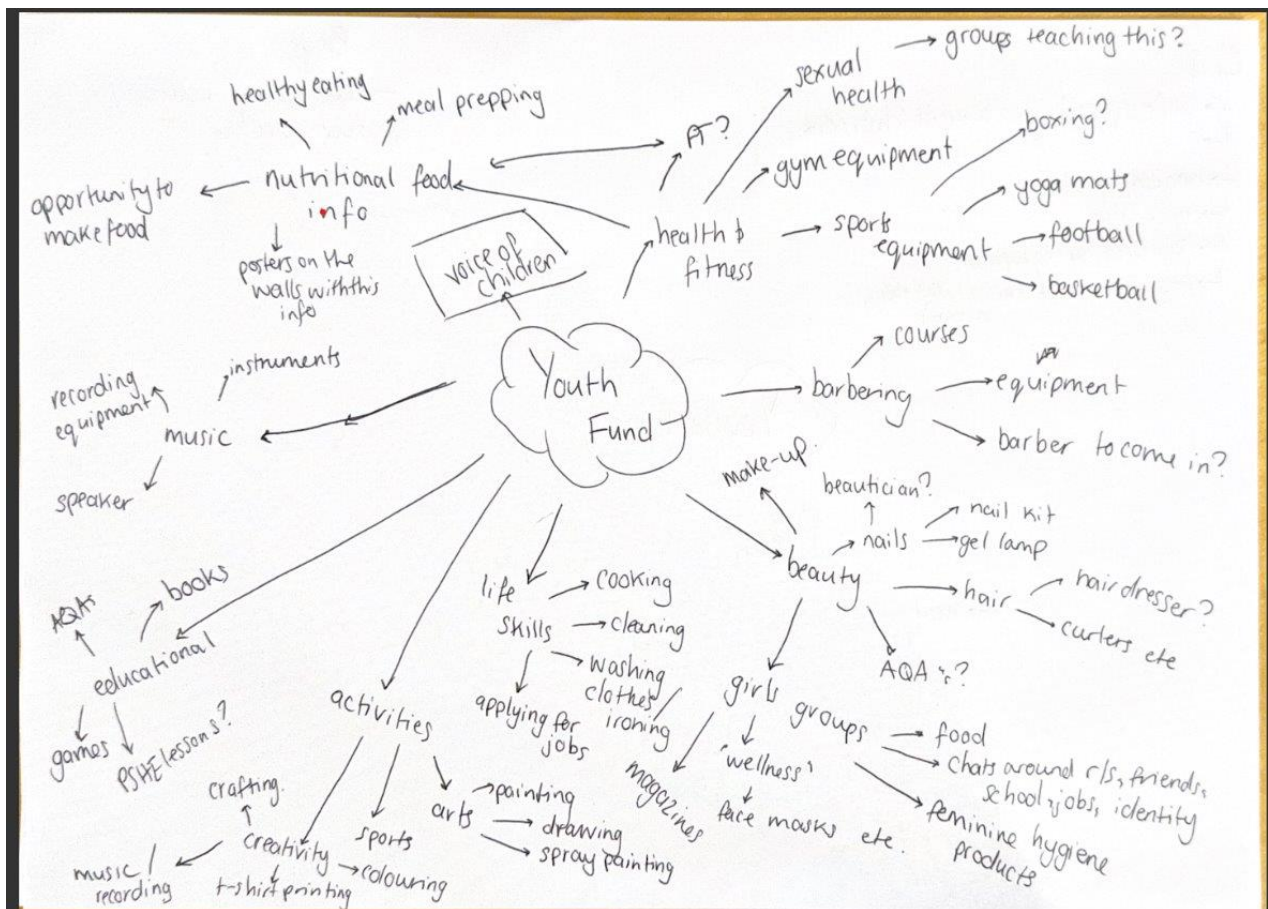 Youth
Fund
voice of
children
health &
fitness
PT?
sexual
health
groups teaching this?
gym equipment
sports
equipment
boxing?
yoga mats
football
basketball
nutritional food
info
healthy eating
meal prepping
opportunity to
make food
posters on the
walls with this
info
barbering
courses
equipment
barber to come in?
beauty
make-up.
nails
beautician?
nail kit
gel lamp
hair
hairdresser?
curlers etc
AQA's?
girls groups
food
chats around r/s, friends,
school, jobs, identity
feminine hygiene
products
'wellness'
face masks etc.
magazines
life
skills
cooking
cleaning
washing
clothes/
ironing
applying for
jobs
activities
arts
painting
drawing
spray painting
sports
creativity
crafting.
colouring
t-shirt printing
music/
recording
educational
AQAs
books
games
PSHE lessons?
music
recording
equipment
instruments
speaker